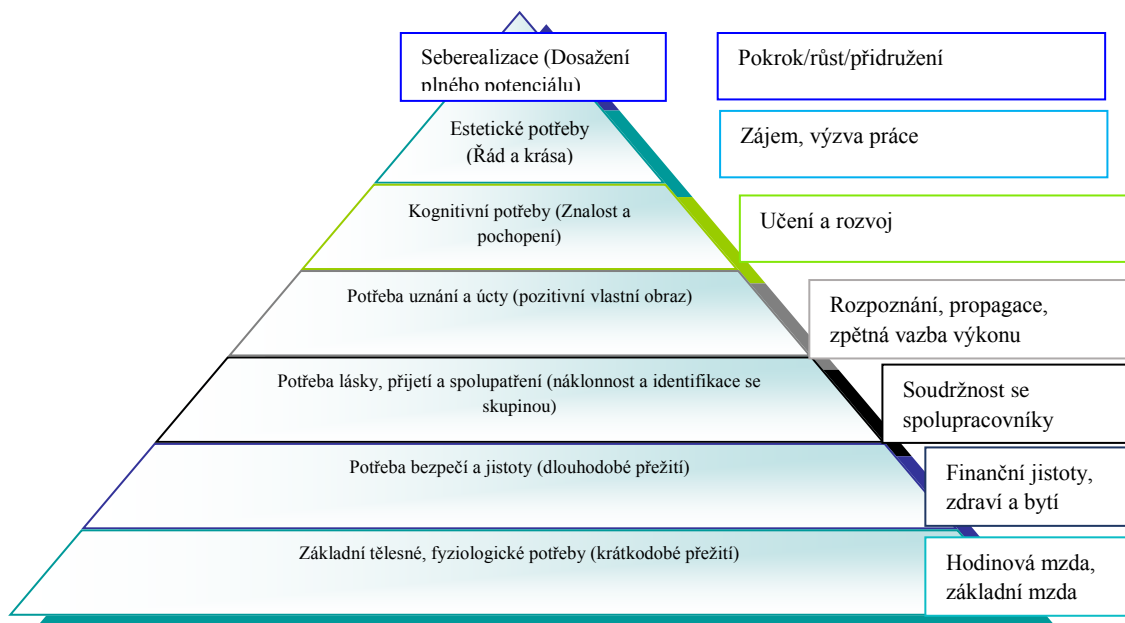 Seberealizace (Dosažení
plného potenciálu)
Pokrok/růst/přidružení
Estetické potřeby
(Řád a krása)
Zájem, výzva práce
Kognitivní potřeby (Znalost a
pochopení)
Učení a rozvoj
Potřeba uznání a úcty (pozitivní vlastní obraz)
Rozpoznání, propagace,
zpětná vazba výkonu
Potřeba lásky, přijetí a spolupatření (náklonnost a identifikace se
skupinou)
Soudržnost se
spolupracovníky
Potřeba bezpečí a jistoty (dlouhodobé přežití)
Finanční jistoty,
zdraví a bytí
Základní tělesné, fyziologické potřeby (krátkodobé přežití)
Hodinová mzda,
základní mzda